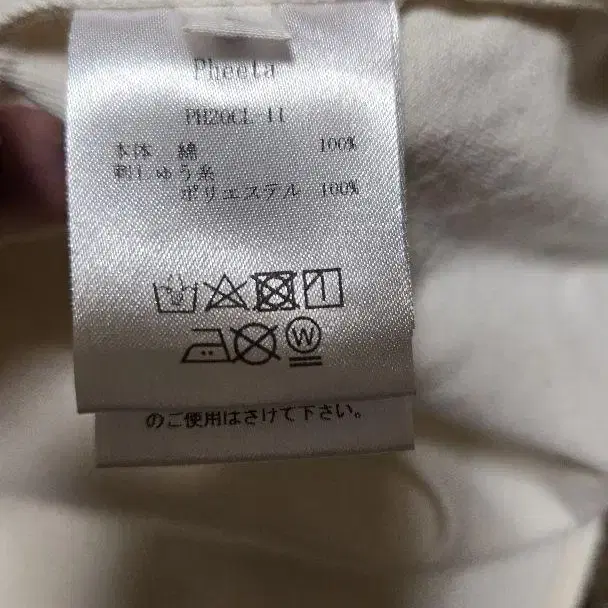 Pheeta
PH20CL-11
本体 綿 100%
刺しゅう糸
ポリエステル 100%
W
のご使用はさけて下さい。